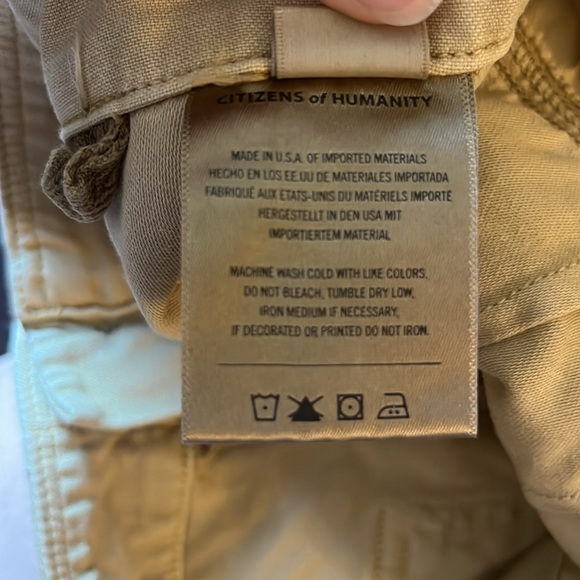 CITIZENS of HUMANITY
MADE IN U.S.A. OF IMPORTED MATERIALS
HECHO EN LOS EE.UU DE MATERIALES IMPORTADA
FABRIQUÉ AUX ETATS-UNIS DU MATÉRIELS IMPORTÉ
HERGESTELLT IN DEN USA MIT
IMPORTIERTEM MATERIAL
MACHINE WASH COLD WITH LIKE COLORS,
DO NOT BLEACH, TUMBLE DRY LOW,
IRON MEDIUM IF NECESSARY,
IF DECORATED OR PRINTED DO NOT IRON.